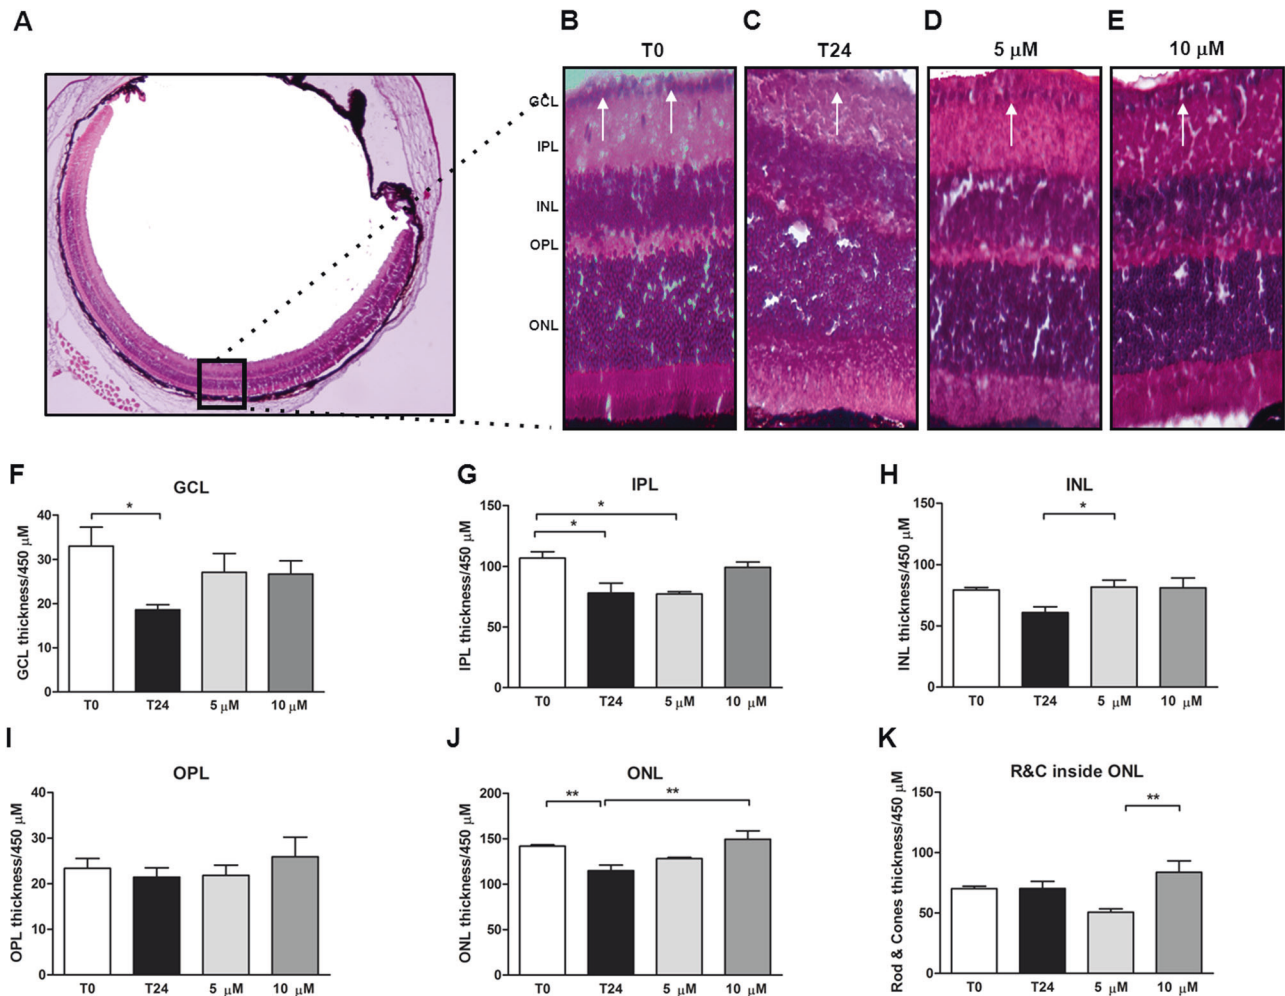 A
B
C
D
E
T0
T24
5 μM
10 μM
GCL
IPL
INL
OPL
ONL
F
GCL
GCL thickness/450 μM
40
30
20
10
0
*
T0
T24
5 μM
10 μM
G
IPL
IPL thickness/450 μM
150
100
50
0
*
*
T0
T24
5 μM
10 μM
H
INL
INL thickness/450 μM
150
100
50
0
*
T0
T24
5 μM
10 μM
I
OPL
OPL thickness/450 μM
40
30
20
10
0
T0
T24
5 μM
10 μM
J
ONL
ONL thickness/450 μM
200
150
100
50
0
**
**
T0
T24
5 μM
10 μM
K
R&C inside ONL
Rod & Cones thickness/450 μM
150
100
50
0
**
T0
T24
5 μM
10 μM